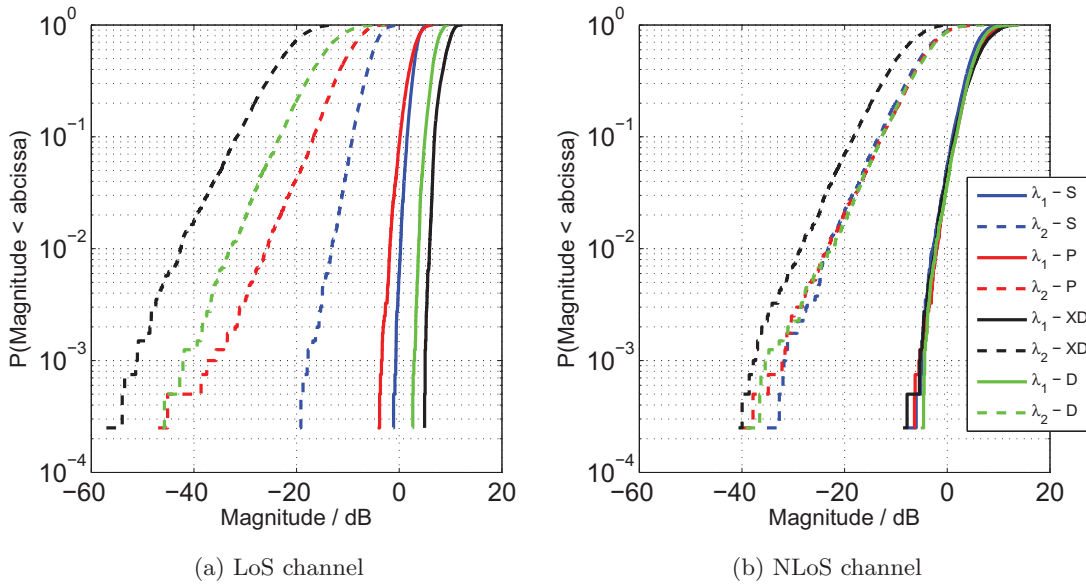 10^0
10^-1
10^-2
10^-3
10^-4
P(Magnitude < abcissa)
−60 −40 −20 0 20
Magnitude / dB
(a) LoS channel
10^0
10^-1
10^-2
10^-3
10^-4
P(Magnitude < abcissa)
−60 −40 −20 0 20
Magnitude / dB
λ1 − S
λ2 − S
λ1 − P
λ2 − P
λ1 − XD
λ2 − XD
λ1 − D
λ2 − D
(b) NLoS channel